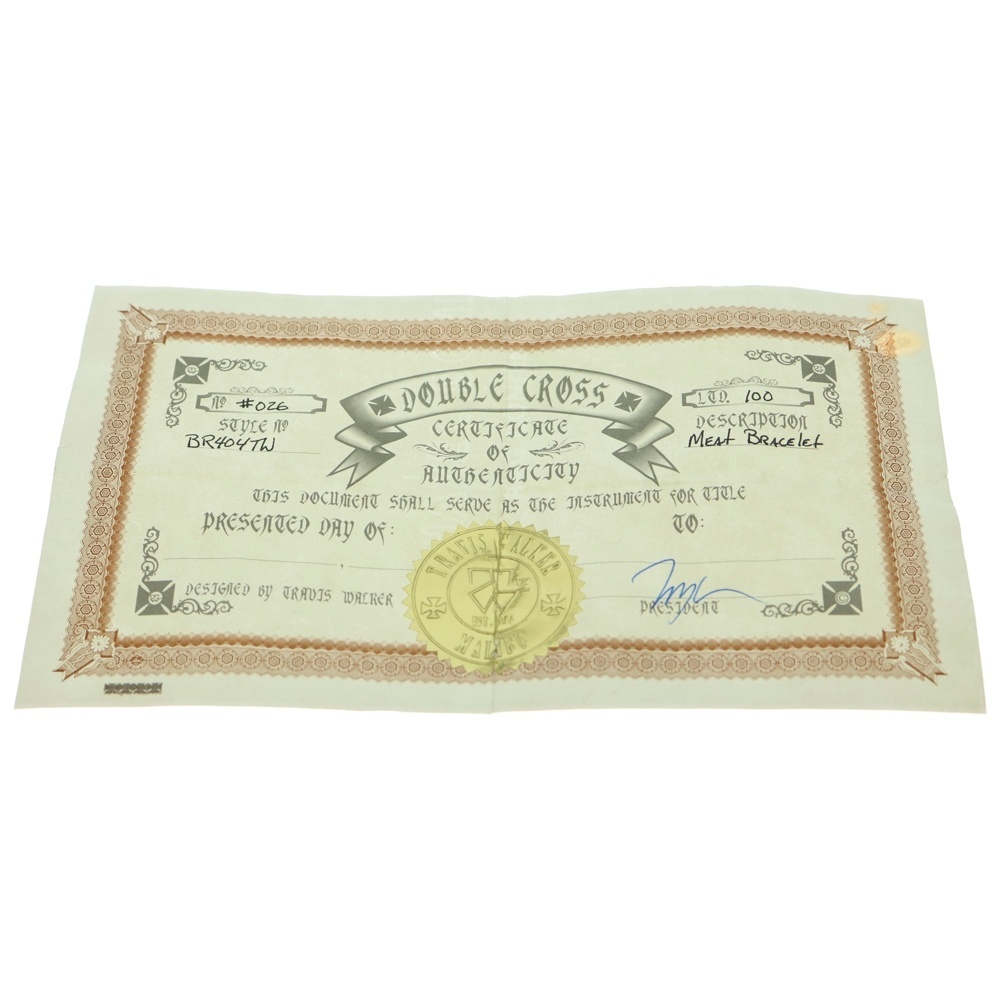 DOUBLE CROSS
Nº #026
LTD. 100
CERTIFICATE
OF
AUTHENTICITY
STYLE Nº
BR404TW
DESCRIPTION
Meat Bracelet
THIS DOCUMENT SHALL SERVE AS THE INSTRUMENT FOR TITLE
PRESENTED DAY OF:
TO:
TRAVIS WALKER
MALIBU
DESIGNED BY TRAVIS WALKER
PRESIDENT